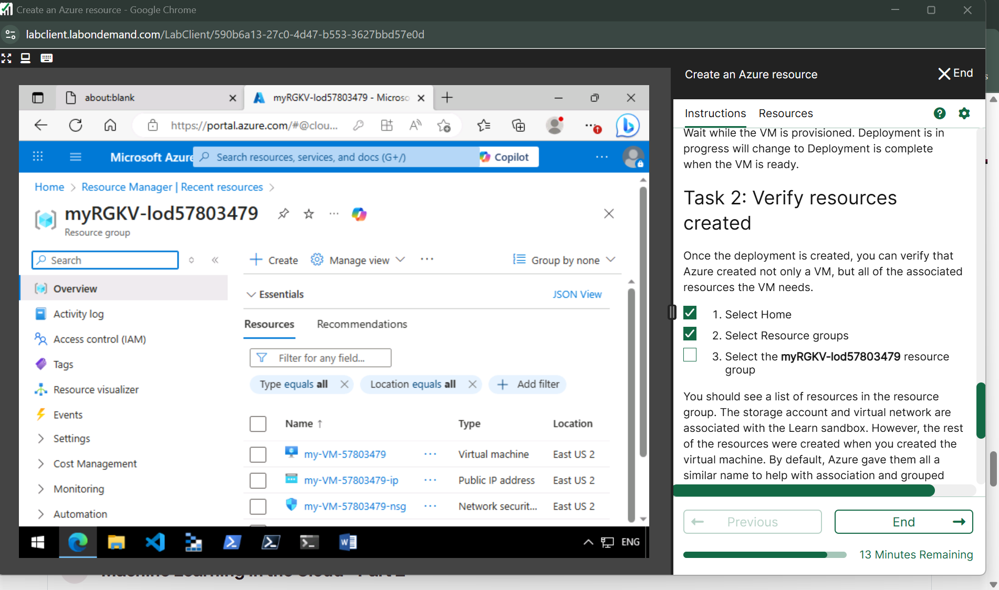 Create an Azure resource - Google Chrome
labclient.labondemand.com/LabClient/590b6a13-27c0-4d47-b553-3627bbd57e0d
about:blank
myRGKV-lod57803479 - Microso
https://portal.azure.com/#@clou...
Microsoft Azure
Search resources, services, and docs (G+/)
Copilot
Home > Resource Manager | Recent resources >
myRGKV-lod57803479
Resource group
Search
Create
Manage view
Group by none
Overview
Activity log
Access control (IAM)
Tags
Resource visualizer
Events
Settings
Cost Management
Monitoring
Automation
Essentials
JSON View
Resources
Recommendations
Filter for any field...
Type equals all
Location equals all
Add filter
Name ↑ Type Location
my-VM-57803479 ... Virtual machine East US 2
my-VM-57803479-ip ... Public IP address East US 2
my-VM-57803479-nsg ... Network securit... East US 2
ENG
Create an Azure resource
End
Instructions
Resources
Wait while the VM is provisioned. Deployment is in
progress will change to Deployment is complete
when the VM is ready.
Task 2: Verify resources
created
Once the deployment is created, you can verify that
Azure created not only a VM, but all of the associated
resources the VM needs.
1. Select Home
2. Select Resource groups
3. Select the myRGKV-lod57803479 resource
group
You should see a list of resources in the resource
group. The storage account and virtual network are
associated with the Learn sandbox. However, the rest
of the resources were created when you created the
virtual machine. By default, Azure gave them all a
similar name to help with association and grouped
Previous
End
13 Minutes Remaining
Machine Learning in the Cloud - Part 2